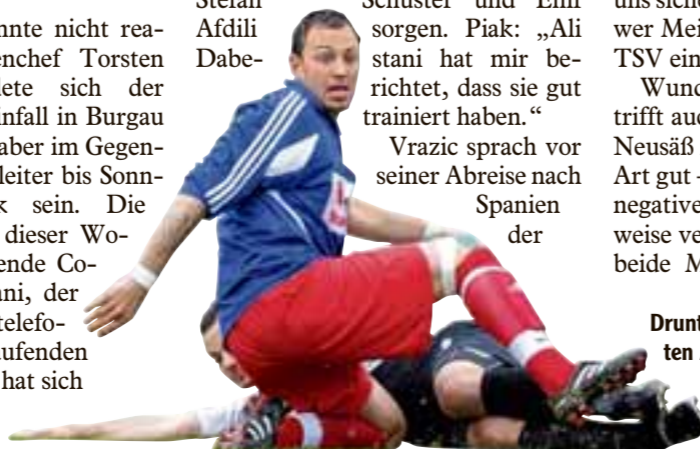 nnte nicht rea-
enchef Torsten
dete sich der
infall in Burgau
aber im Gegen-
leiter bis Sonn-
k sein. Die
dieser Wo-
ende Co-
ani, der
telefo-
ufenden
hat sich
Stefan
Afdili
Dabe-
Schuster und Emi
sorgen. Piak: „Ali
stani hat mir be-
richtet, dass sie gut
trainiert haben.“
Vrazic sprach vor
seiner Abreise nach
Spanien
der
uns siche
wer Mei
TSV ein
Wund
trifft auc
Neusäß
Art gut -
negative
weise ve
beide M
Drunt
ten